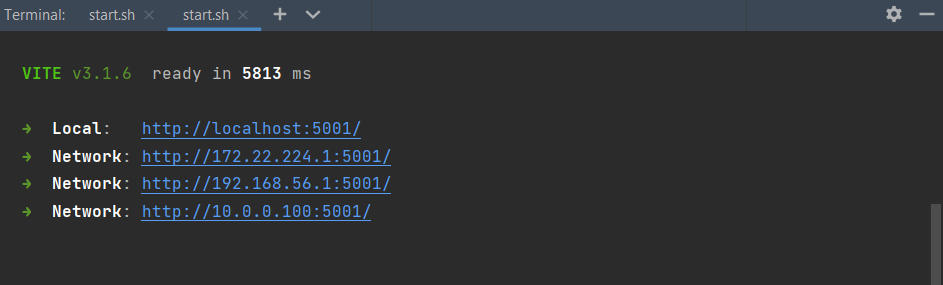 Terminal: start.sh × start.sh × +
VITE v3.1.6 ready in 5813 ms
➜ Local: http://localhost:5001/
➜ Network: http://172.22.224.1:5001/
➜ Network: http://192.168.56.1:5001/
➜ Network: http://10.0.0.100:5001/